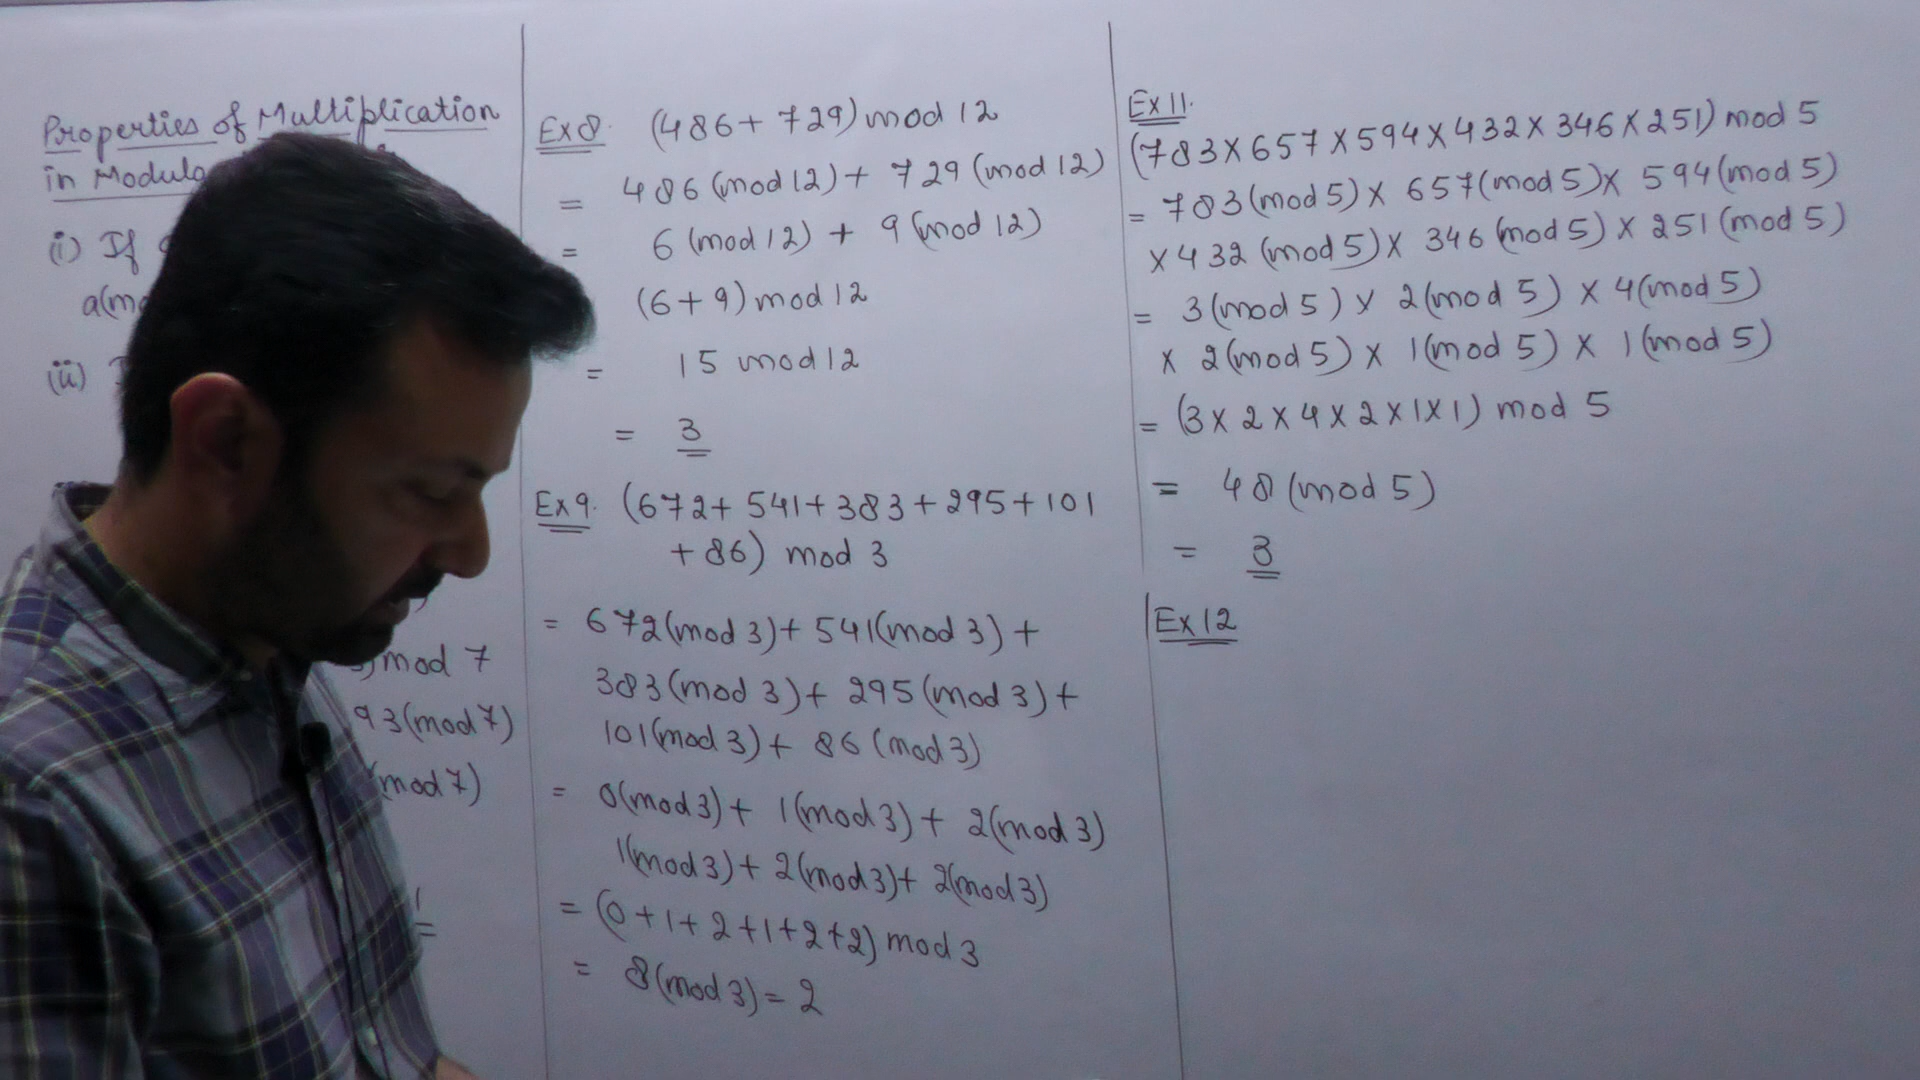 Properties of Multiplication
in Modula
(i) If
a(mo
(ii)
mod 7
93(mod 7)
(mod 7)
Ex 8. (486 + 729) mod 12
= 486 (mod 12) + 729 (mod 12)
= 6 (mod 12) + 9 (mod 12)
= (6 + 9) mod 12
= 15 mod 12
= 3
Ex 9. (672 + 541 + 383 + 295 + 101
+ 86) mod 3
= 672(mod 3) + 541(mod 3) +
383(mod 3) + 295(mod 3) +
101(mod 3) + 86 (mod 3)
= 0(mod 3) + 1(mod 3) + 2(mod 3)
1(mod 3) + 2(mod 3) + 2(mod 3)
= (0 + 1 + 2 + 1 + 2 + 2) mod 3
= 8(mod 3) = 2
Ex 11.
(783 X 657 X 594 X 432 X 346 X 251) mod 5
= 783(mod 5) X 657(mod 5) X 594(mod 5)
X 432 (mod 5) X 346 (mod 5) X 251 (mod 5)
= 3(mod 5) X 2(mod 5) X 4(mod 5)
X 2(mod 5) X 1(mod 5) X 1(mod 5)
= (3 X 2 X 4 X 2 X 1 X 1) mod 5
= 48 (mod 5)
= 3
Ex 12